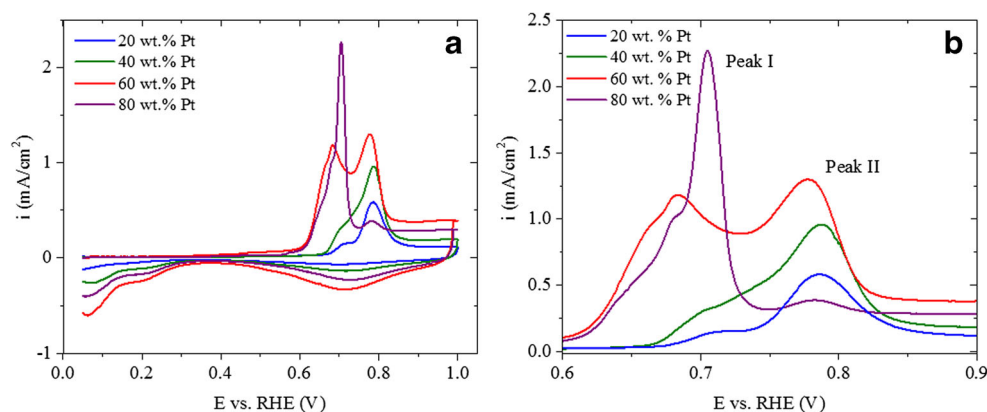 a
20 wt.% Pt
40 wt.% Pt
60 wt.% Pt
80 wt.% Pt
i (mA/cm²)
2
1
0
-1
0.0 0.2 0.4 0.6 0.8 1.0
E vs. RHE (V)
b
20 wt. % Pt
40 wt. % Pt
60 wt. % Pt
80 wt. % Pt
Peak I
Peak II
i (mA/cm²)
2.5
2.0
1.5
1.0
0.5
0.0
0.6 0.7 0.8 0.9
E vs. RHE (V)